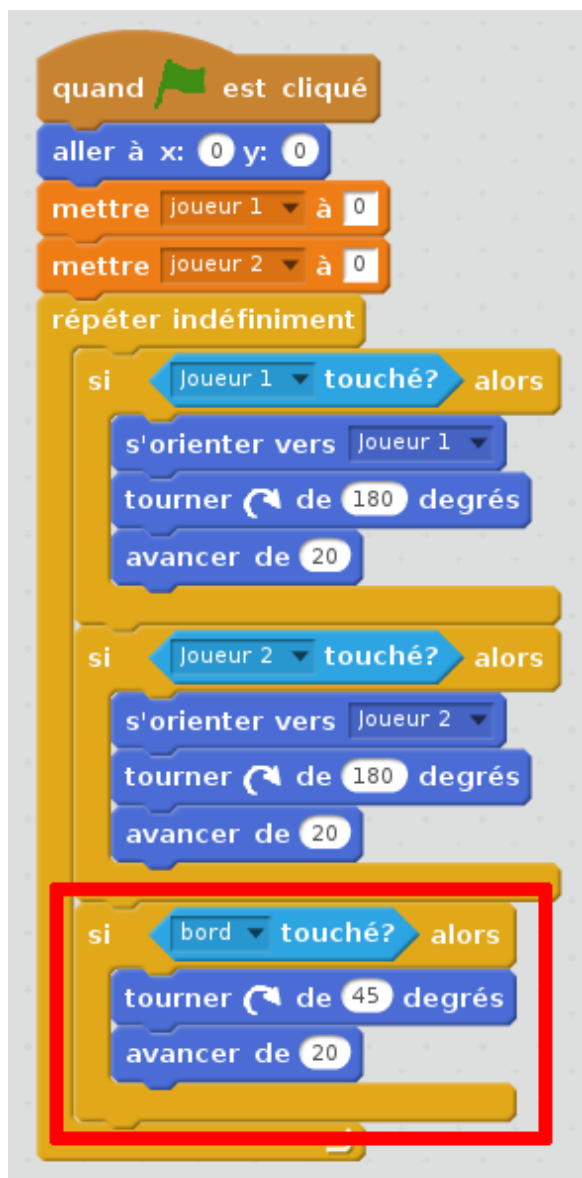 quand est cliqué
aller à x: 0 y: 0
mettre joueur 1 à 0
mettre joueur 2 à 0
répéter indéfiniment
si Joueur 1 touché? alors
s'orienter vers Joueur 1
tourner de 180 degrés
avancer de 20
si Joueur 2 touché? alors
s'orienter vers Joueur 2
tourner de 180 degrés
avancer de 20
si bord touché? alors
tourner de 45 degrés
avancer de 20